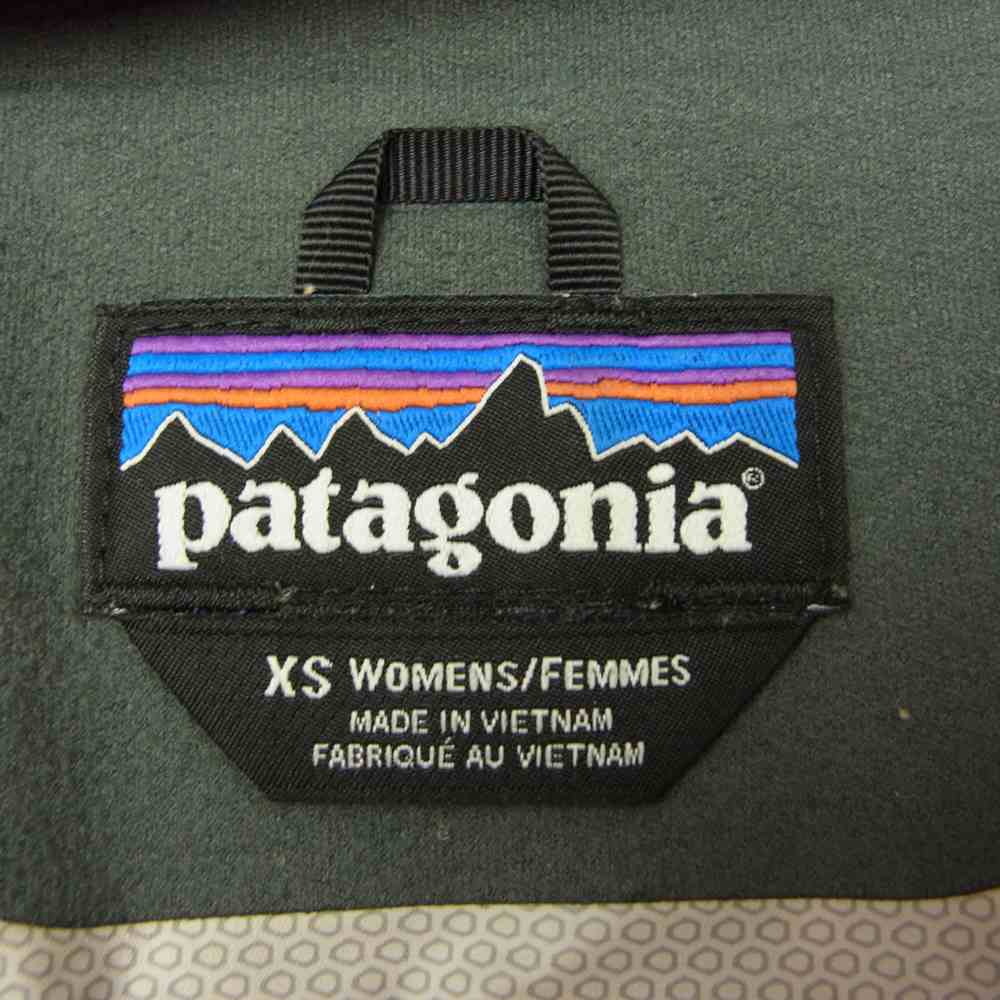 patagonia®
XS WOMENS/FEMMES
MADE IN VIETNAM
FABRIQUÉ AU VIETNAM